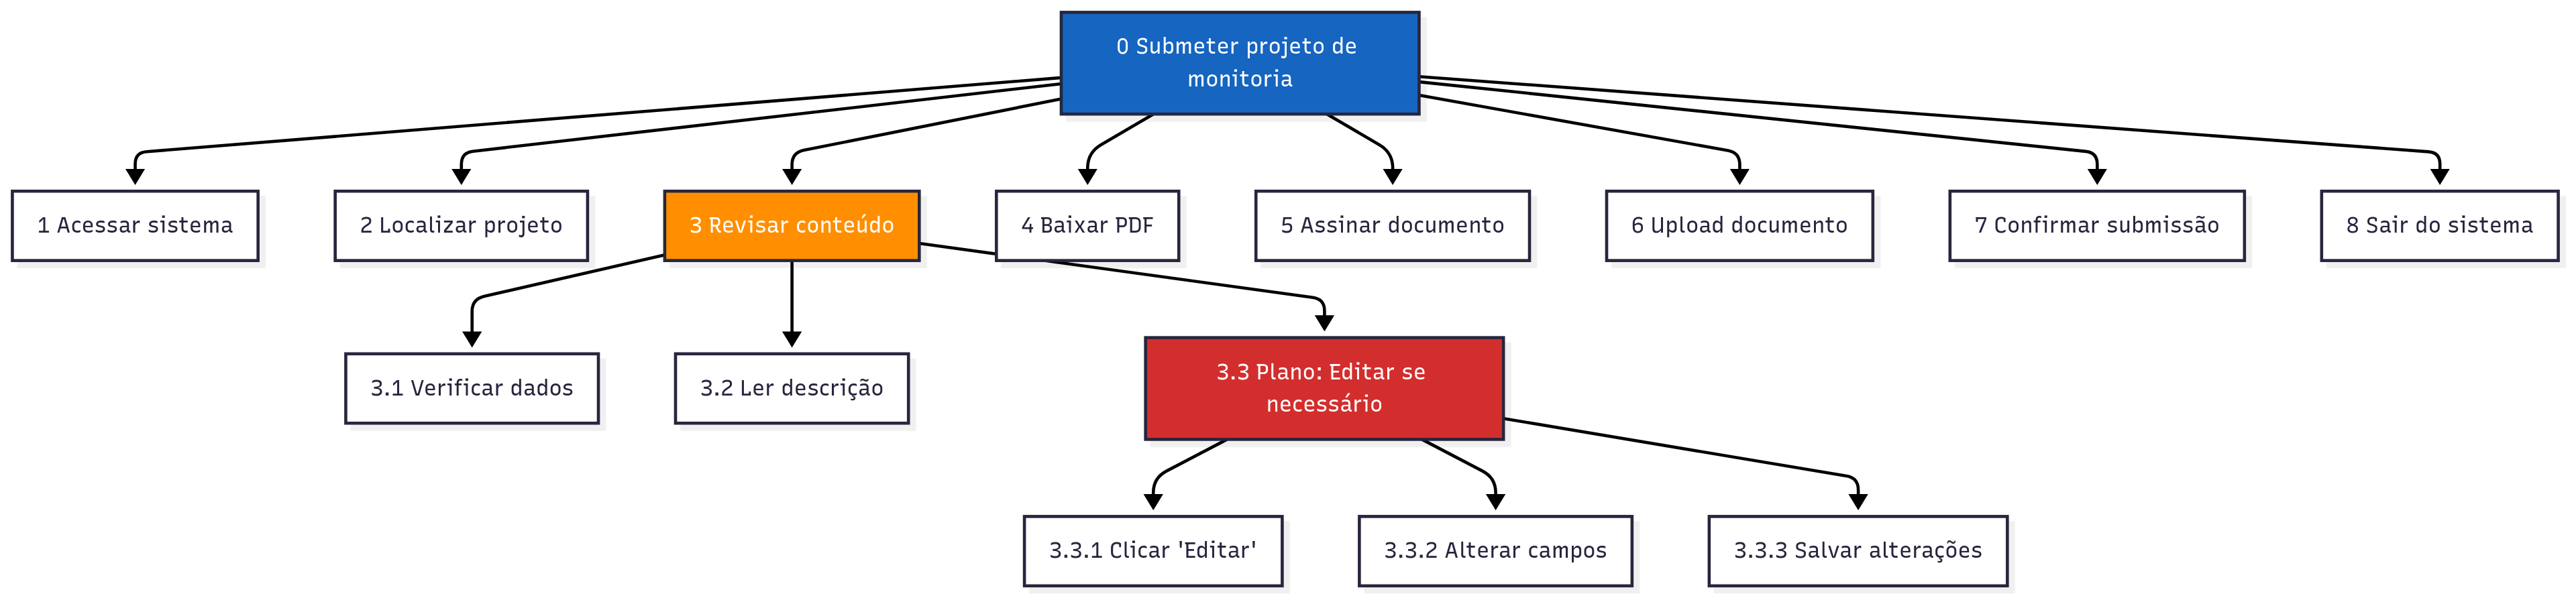 0 Submeter projeto de
monitoria
1 Acessar sistema
2 Localizar projeto
3 Revisar conteúdo
4 Baixar PDF
5 Assinar documento
6 Upload documento
7 Confirmar submissão
8 Sair do sistema
3.1 Verificar dados
3.2 Ler descrição
3.3 Plano: Editar se
necessário
3.3.1 Clicar 'Editar'
3.3.2 Alterar campos
3.3.3 Salvar alterações